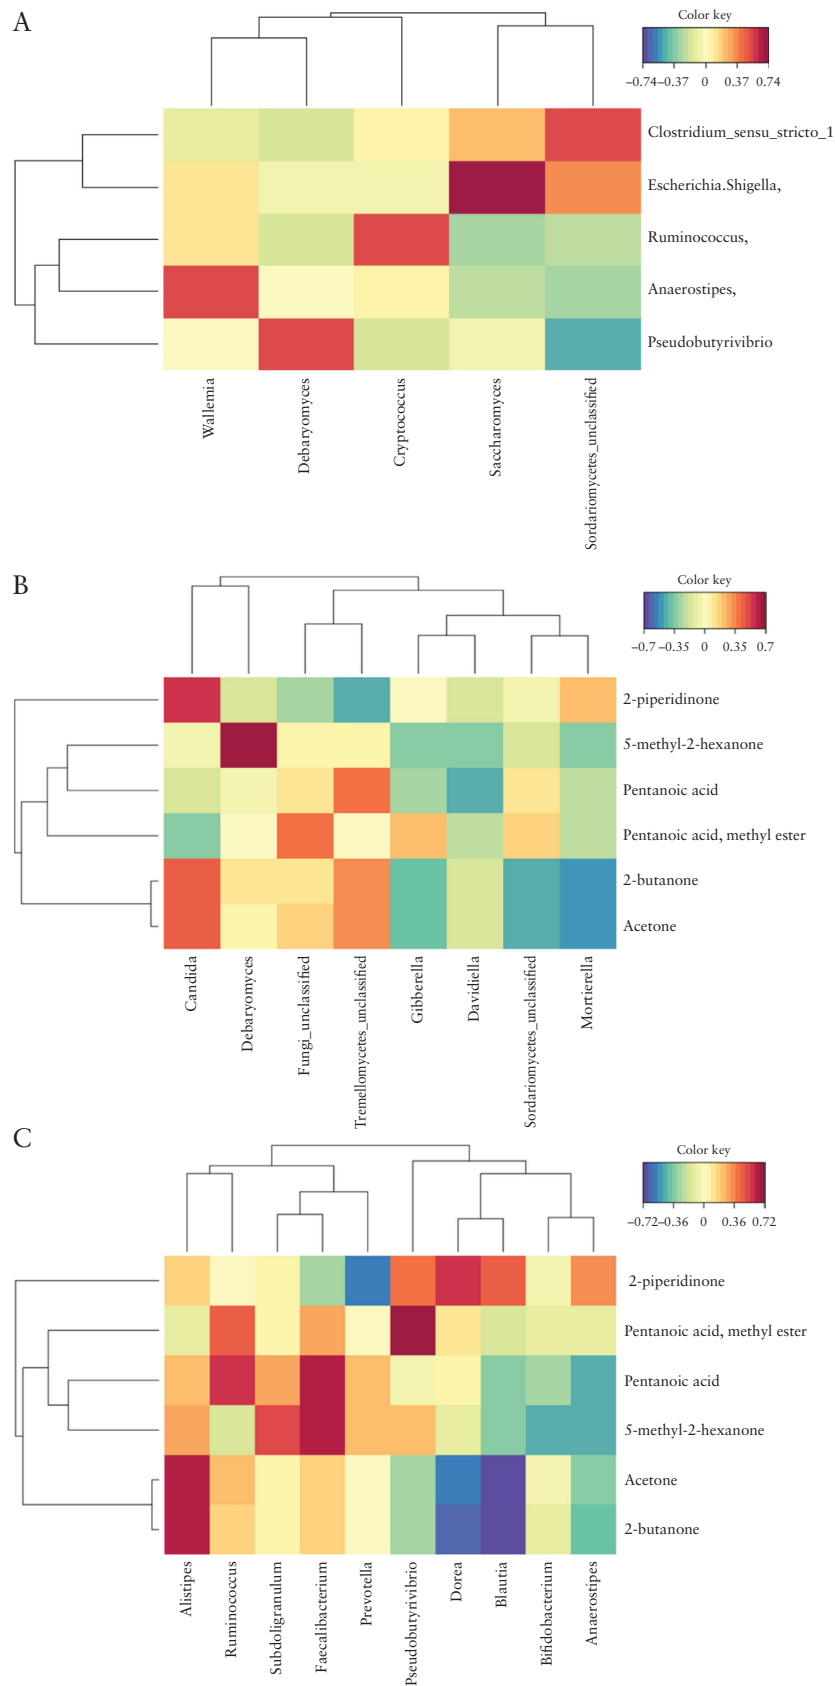 A
Color key
−0.74 −0.37 0 0.37 0.74
Clostridium_sensu_stricto_1
Escherichia.Shigella,
Ruminococcus,
Anaerostipes,
Pseudobutyrivibrio
Wallemia
Debaryomyces
Cryptococcus
Saccharomyces
Sordariomycetes_unclassified
B
Color key
−0.7 −0.35 0 0.35 0.7
2-piperidinone
5-methyl-2-hexanone
Pentanoic acid
Pentanoic acid, methyl ester
2-butanone
Acetone
Candida
Debaryomyces
Fungi_unclassified
Tremellomycetes_unclassified
Gibberella
Davidiella
Sordariomycetes_unclassified
Mortierella
C
Color key
−0.72 −0.36 0 0.36 0.72
2-piperidinone
Pentanoic acid, methyl ester
Pentanoic acid
5-methyl-2-hexanone
Acetone
2-butanone
Alistipes
Ruminococcus
Subdoligranulum
Faecalibacterium
Prevotella
Pseudobutyrivibrio
Dorea
Blautia
Bifidobacterium
Anaerostipes